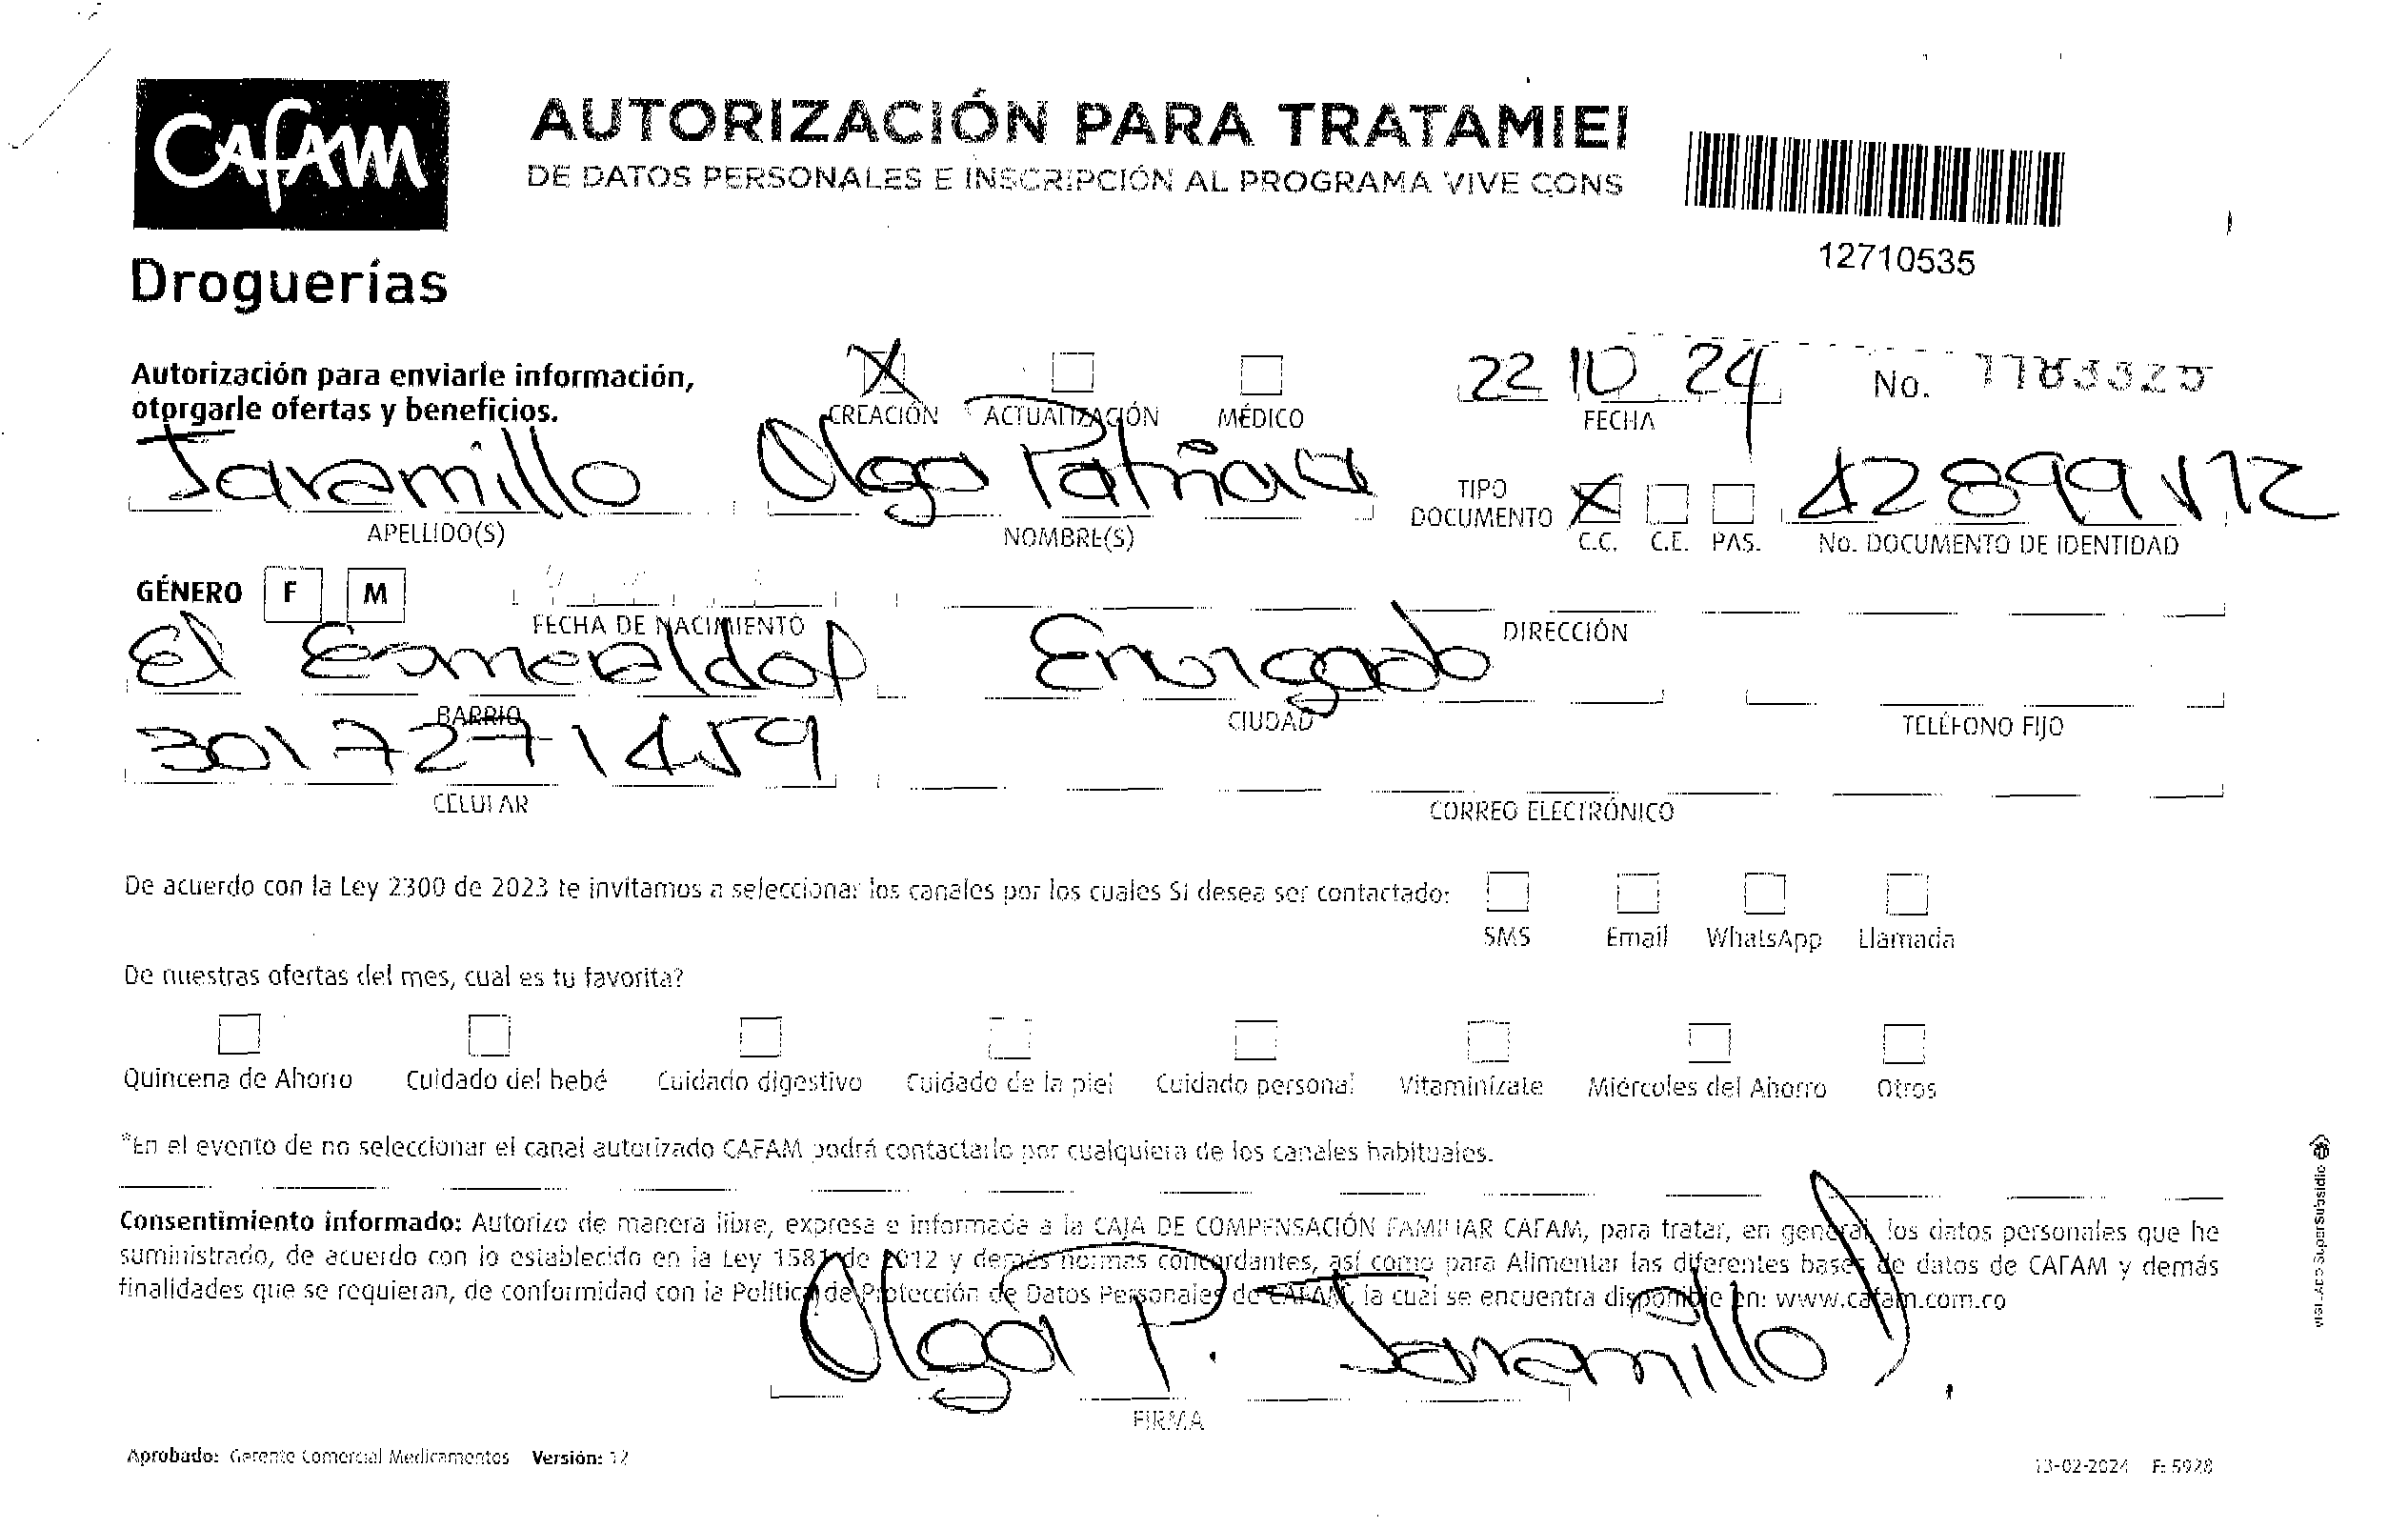 CAFAM
Droguerías
AUTORIZACIÓN PARA TRATAMIE
DE DATOS PERSONALES E INSCRIPCIÓN AL PROGRAMA VIVE CONS
12710535
Autorización para enviarle información,
otorgarle ofertas y beneficios.
X
CREACIÓN ACTUALIZACIÓN MÉDICO
22 10 24
FECHA
No.
Jaramillo Olga Patricia
APELLIDO(S) NOMBRE(S)
TIPO DOCUMENTO X C.C. C.E. PAS.
42899172
No. DOCUMENTO DE IDENTIDAD
GÉNERO F M
FECHA DE NACIMIENTO DIRECCIÓN
El Esmeraldal Envigado
BARRIO CIUDAD TELÉFONO FIJO
3017271459
CELULAR CORREO ELECTRÓNICO
De acuerdo con la Ley 2300 de 2023 te invitamos a seleccionar los canales por los cuales Si desea ser contactado:
SMS Email WhatsApp Llamada
De nuestras ofertas del mes, cual es tu favorita?
Quincena de Ahorro Cuidado del bebé Cuidado digestivo Cuidado de la piel Cuidado personal Vitaminízate Miércoles del Ahorro Otros
*En el evento de no seleccionar el canal autorizado CAFAM podrá contactarlo por cualquiera de los canales habituales.
Consentimiento informado: Autorizo de manera libre, expresa e informada a la CAJA DE COMPENSACIÓN FAMILIAR CAFAM, para tratar, en general, los datos personales que he
suministrado, de acuerdo con lo establecido en la Ley 1581 de 2012 y demás normas concordantes, así como para Alimentar las diferentes bases de datos de CAFAM y demás
finalidades que se requieran, de conformidad con la Política de Protección de Datos Personales de CAFAM, la cual se encuentra disponible en: www.cafam.com.co
Olga P. Jaramillo
FIRMA
Aprobado: Gerente Comercial Medicamentos Versión: 12
13-02-2024 F: 5928
VIGILADO SuperSubsidio